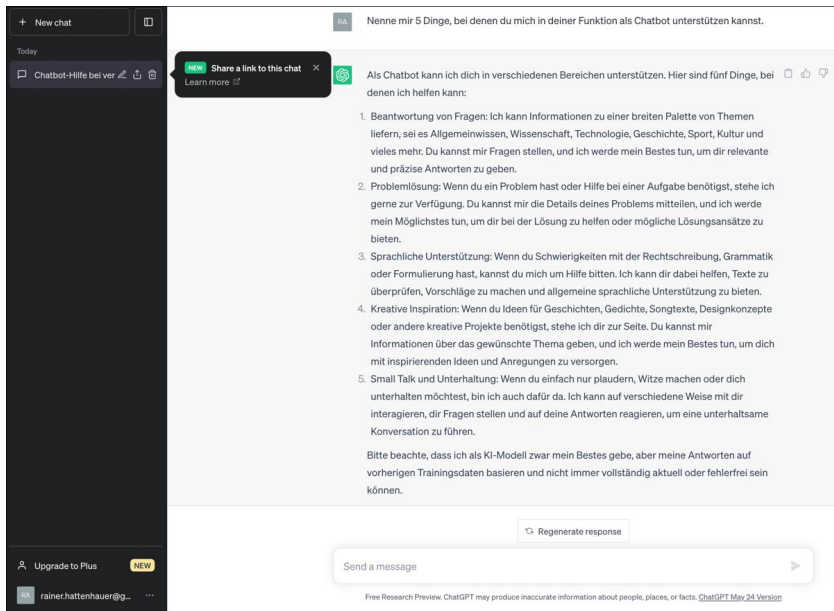 New chat
Today
Chatbot-Hilfe bei ver
NEW Share a link to this chat
Learn more
Upgrade to Plus NEW
RA rainer.hattenhauer@g...
RA Nenne mir 5 Dinge, bei denen du mich in deiner Funktion als Chatbot unterstützen kannst.
Als Chatbot kann ich dich in verschiedenen Bereichen unterstützen. Hier sind fünf Dinge, bei
denen ich helfen kann:
1. Beantwortung von Fragen: Ich kann Informationen zu einer breiten Palette von Themen
liefern, sei es Allgemeinwissen, Wissenschaft, Technologie, Geschichte, Sport, Kultur und
vieles mehr. Du kannst mir Fragen stellen, und ich werde mein Bestes tun, um dir relevante
und präzise Antworten zu geben.
2. Problemlösung: Wenn du ein Problem hast oder Hilfe bei einer Aufgabe benötigst, stehe ich
gerne zur Verfügung. Du kannst mir die Details deines Problems mitteilen, und ich werde
mein Möglichstes tun, um dir bei der Lösung zu helfen oder mögliche Lösungsansätze zu
bieten.
3. Sprachliche Unterstützung: Wenn du Schwierigkeiten mit der Rechtschreibung, Grammatik
oder Formulierung hast, kannst du mich um Hilfe bitten. Ich kann dir dabei helfen, Texte zu
überprüfen, Vorschläge zu machen und allgemeine sprachliche Unterstützung zu bieten.
4. Kreative Inspiration: Wenn du Ideen für Geschichten, Gedichte, Songtexte, Designkonzepte
oder andere kreative Projekte benötigst, stehe ich dir zur Seite. Du kannst mir
Informationen über das gewünschte Thema geben, und ich werde mein Bestes tun, um dich
mit inspirierenden Ideen und Anregungen zu versorgen.
5. Small Talk und Unterhaltung: Wenn du einfach nur plaudern, Witze machen oder dich
unterhalten möchtest, bin ich auch dafür da. Ich kann auf verschiedene Weise mit dir
interagieren, dir Fragen stellen und auf deine Antworten reagieren, um eine unterhaltsame
Konversation zu führen.
Bitte beachte, dass ich als KI-Modell zwar mein Bestes gebe, aber meine Antworten auf
vorherigen Trainingsdaten basieren und nicht immer vollständig aktuell oder fehlerfrei sein
können.
Regenerate response
Send a message
Free Research Preview. ChatGPT may produce inaccurate information about people, places, or facts. ChatGPT May 24 Version